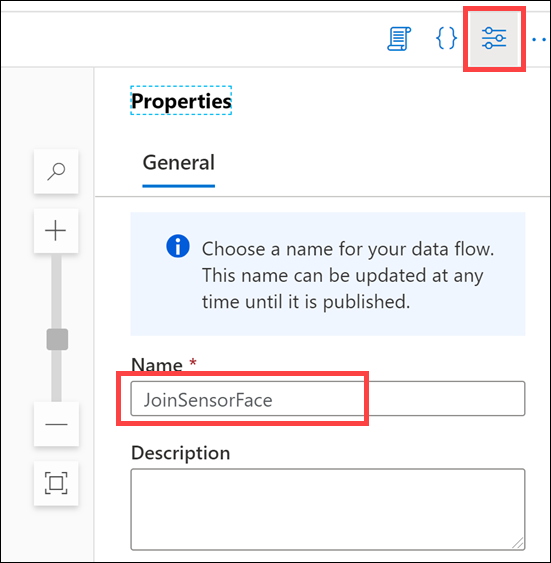 {}
Properties
General
Choose a name for your data flow.
This name can be updated at any
time until it is published.
Name *
JoinSensorFace
Description